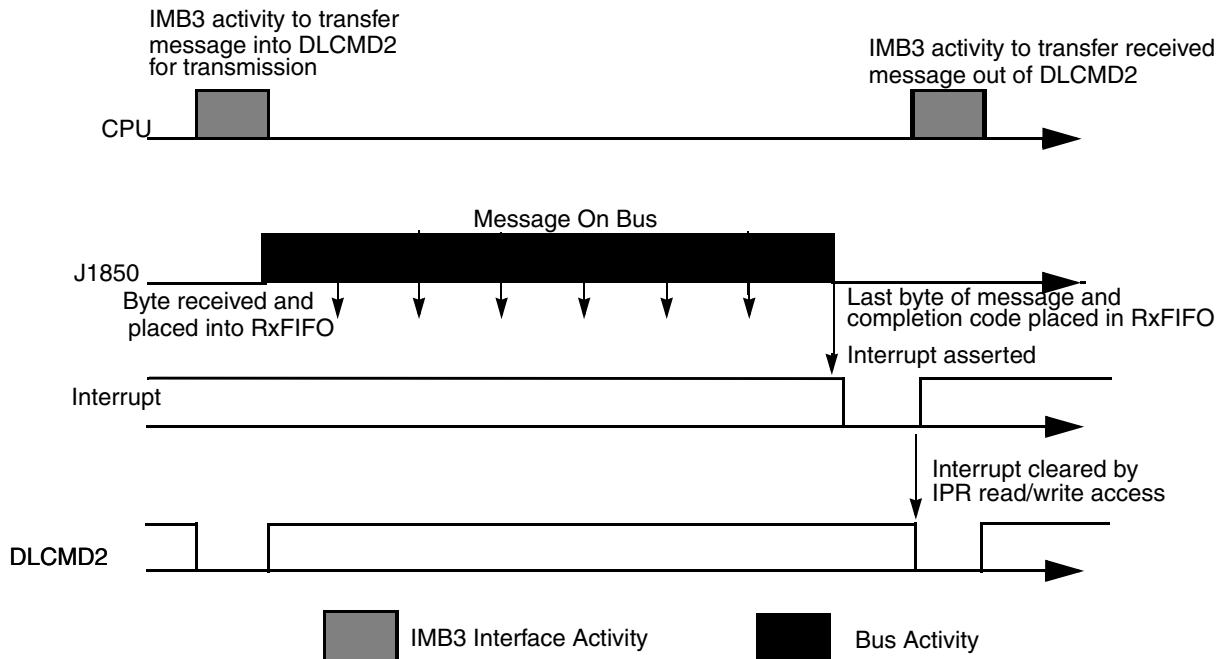 IMB3 activity to transfer
message into DLCMD2
for transmission
IMB3 activity to transfer received
message out of DLCMD2
CPU
Message On Bus
J1850
Byte received and
placed into RxFIFO
Last byte of message and
completion code placed in RxFIFO
Interrupt asserted
Interrupt
Interrupt cleared by
IPR read/write access
DLCMD2
IMB3 Interface Activity
Bus Activity